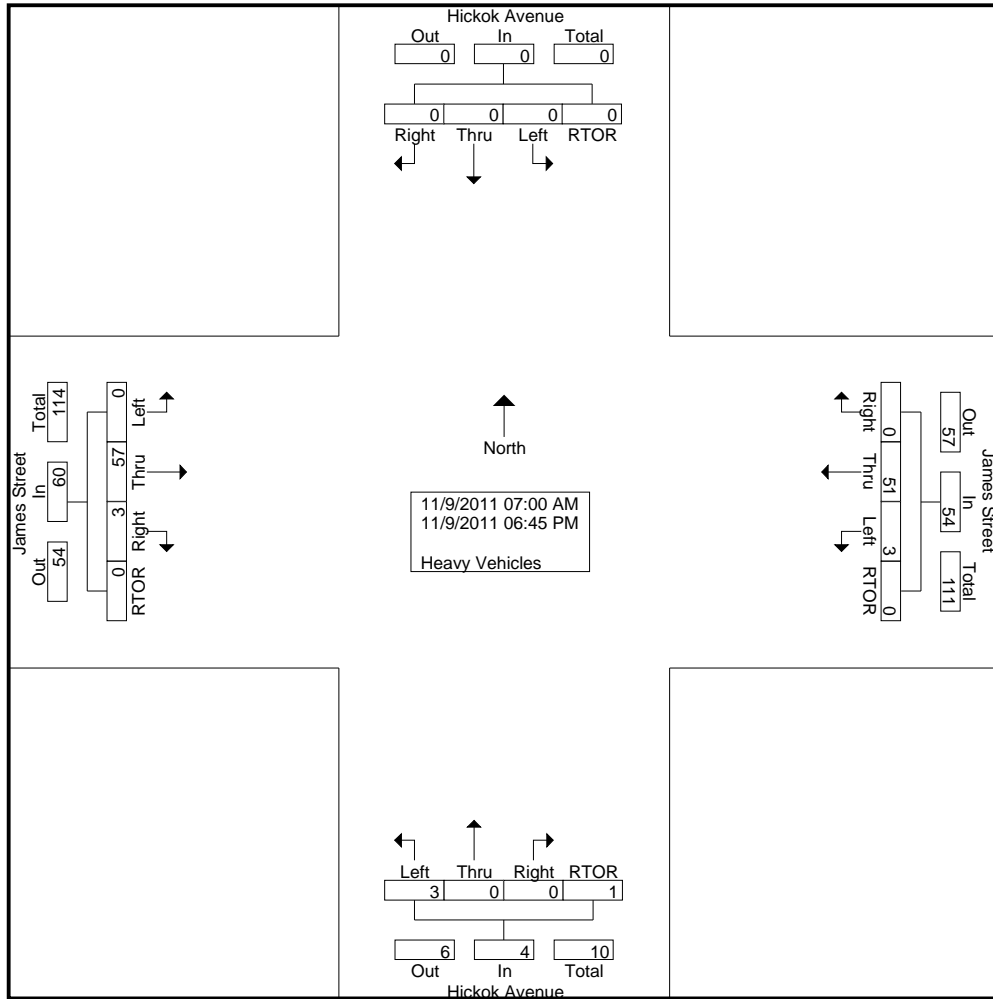 Hickok Avenue
Out In Total
0 0 0
0 0 0 0
Right Thru Left RTOR
James Street
Total In Out
114 60 54
0 57 3 0
Left Thru Right RTOR
North
11/9/2011 07:00 AM
11/9/2011 06:45 PM
Heavy Vehicles
Right Thru Left RTOR
0 51 3 0
Out In Total
57 54 111
James Street
Left Thru Right RTOR
3 0 0 1
6 4 10
Out In Total
Hickok Avenue